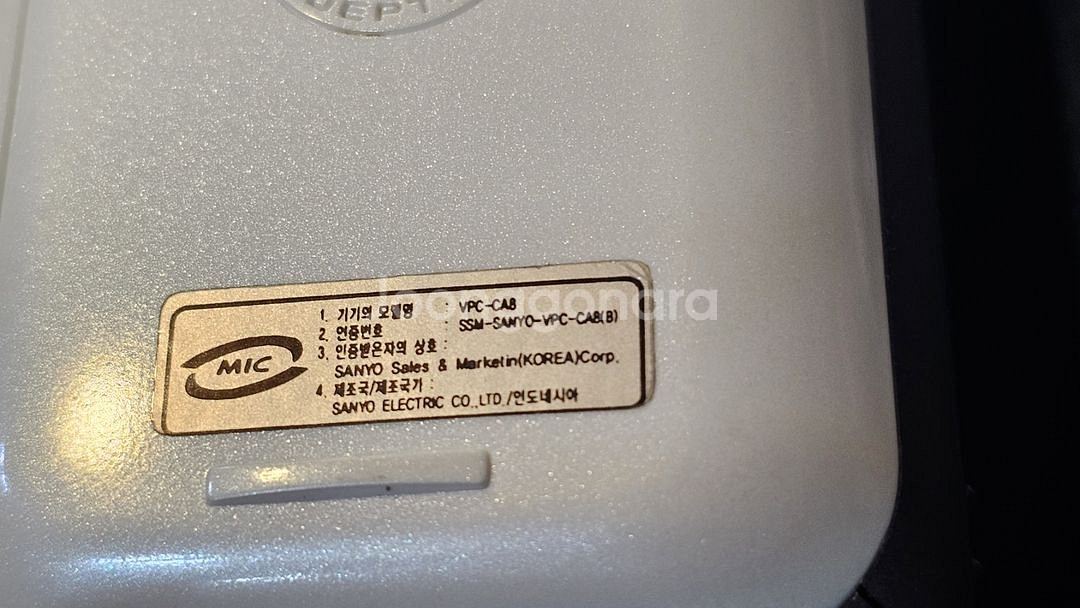 DEPT
joonggonara
1. 기기의 모델명 : VPC-CA8
2. 인증번호 : SSM-SANYO-VPC-CA8(B)
3. 인증받은자의 상호 :
SANYO Sales & Marketin(KOREA)Corp.
4. 제조국/제조국가 :
SANYO ELECTRIC CO.,LTD./인도네시아
MIC